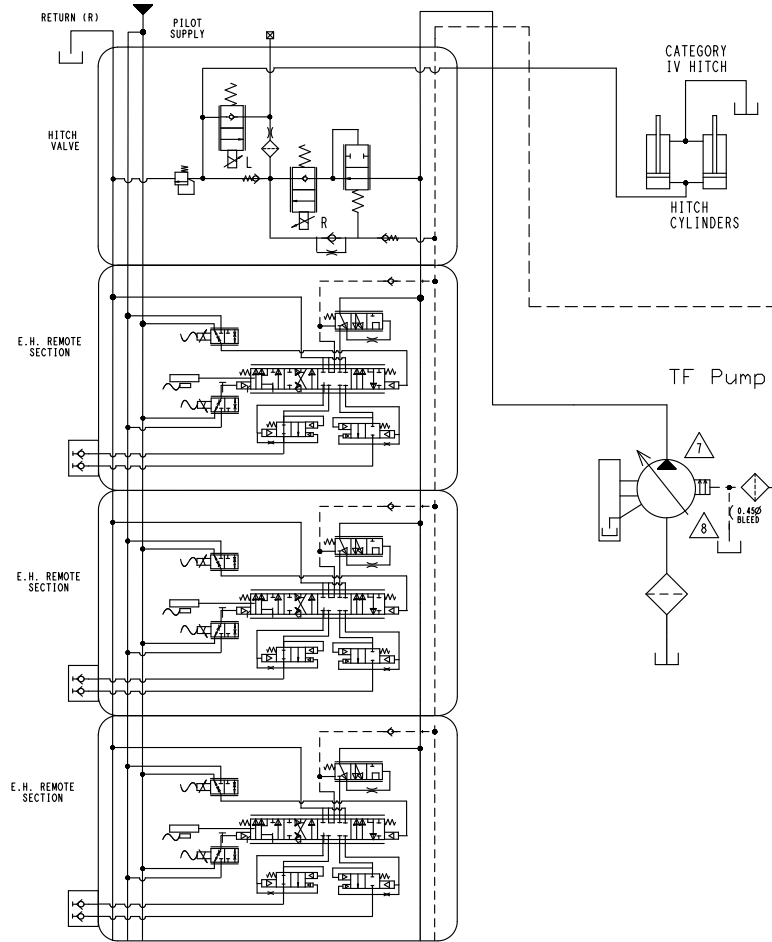 RETURN (R)
PILOT
SUPPLY
CATEGORY
IV HITCH
HITCH
VALVE
L
R
HITCH
CYLINDERS
E.H. REMOTE
SECTION
TF Pump
7
8
0.45Ø
BLEED
E.H. REMOTE
SECTION
E.H. REMOTE
SECTION